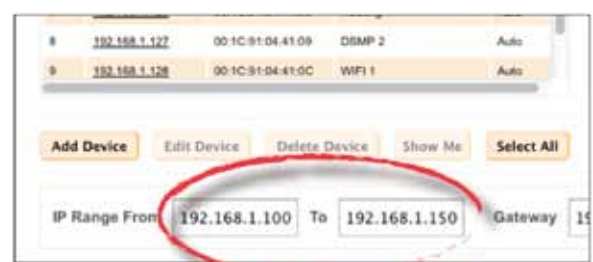 8 192.168.1.127 00:1C:91:04:41:09 DSMP 2 Auto
9 192.168.1.128 00:1C:91:04:41:0C WIFI 1 Auto
Add Device Edit Device Delete Device Show Me Select All
IP Range From 192.168.1.100 To 192.168.1.150 Gateway 19